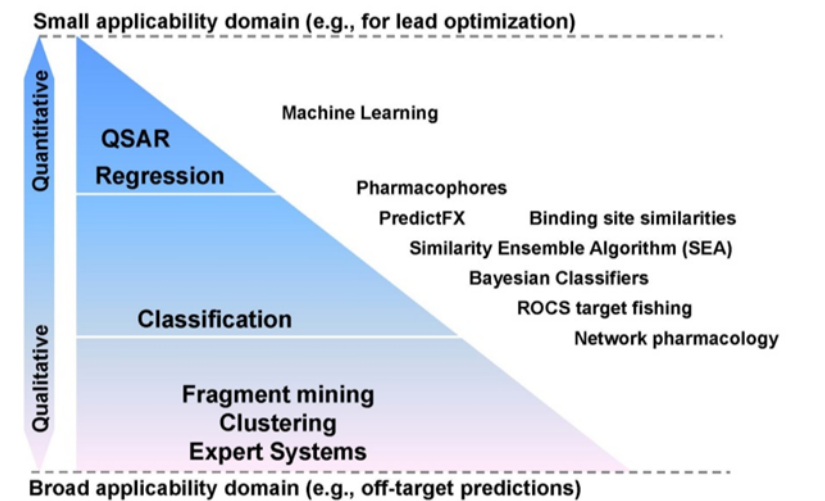 Small applicability domain (e.g., for lead optimization)
Quantitative
Machine Learning
QSAR
Regression
Pharmacophores
PredictFX
Binding site similarities
Similarity Ensemble Algorithm (SEA)
Bayesian Classifiers
ROCS target fishing
Classification
Network pharmacology
Qualitative
Fragment mining
Clustering
Expert Systems
Broad applicability domain (e.g., off-target predictions)